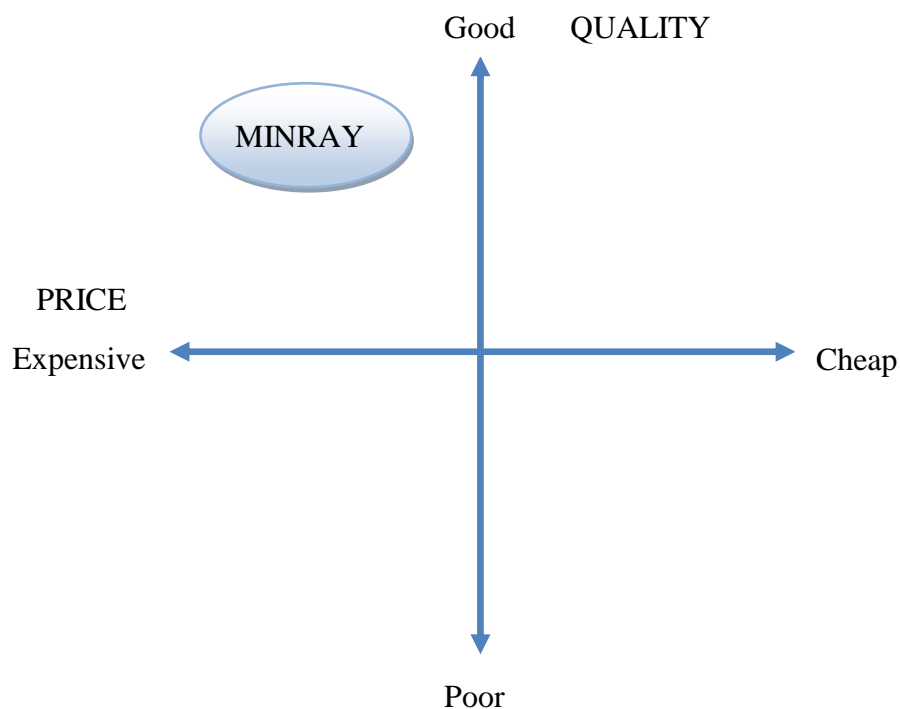 Good QUALITY
MINRAY
PRICE
Expensive
Cheap
Poor